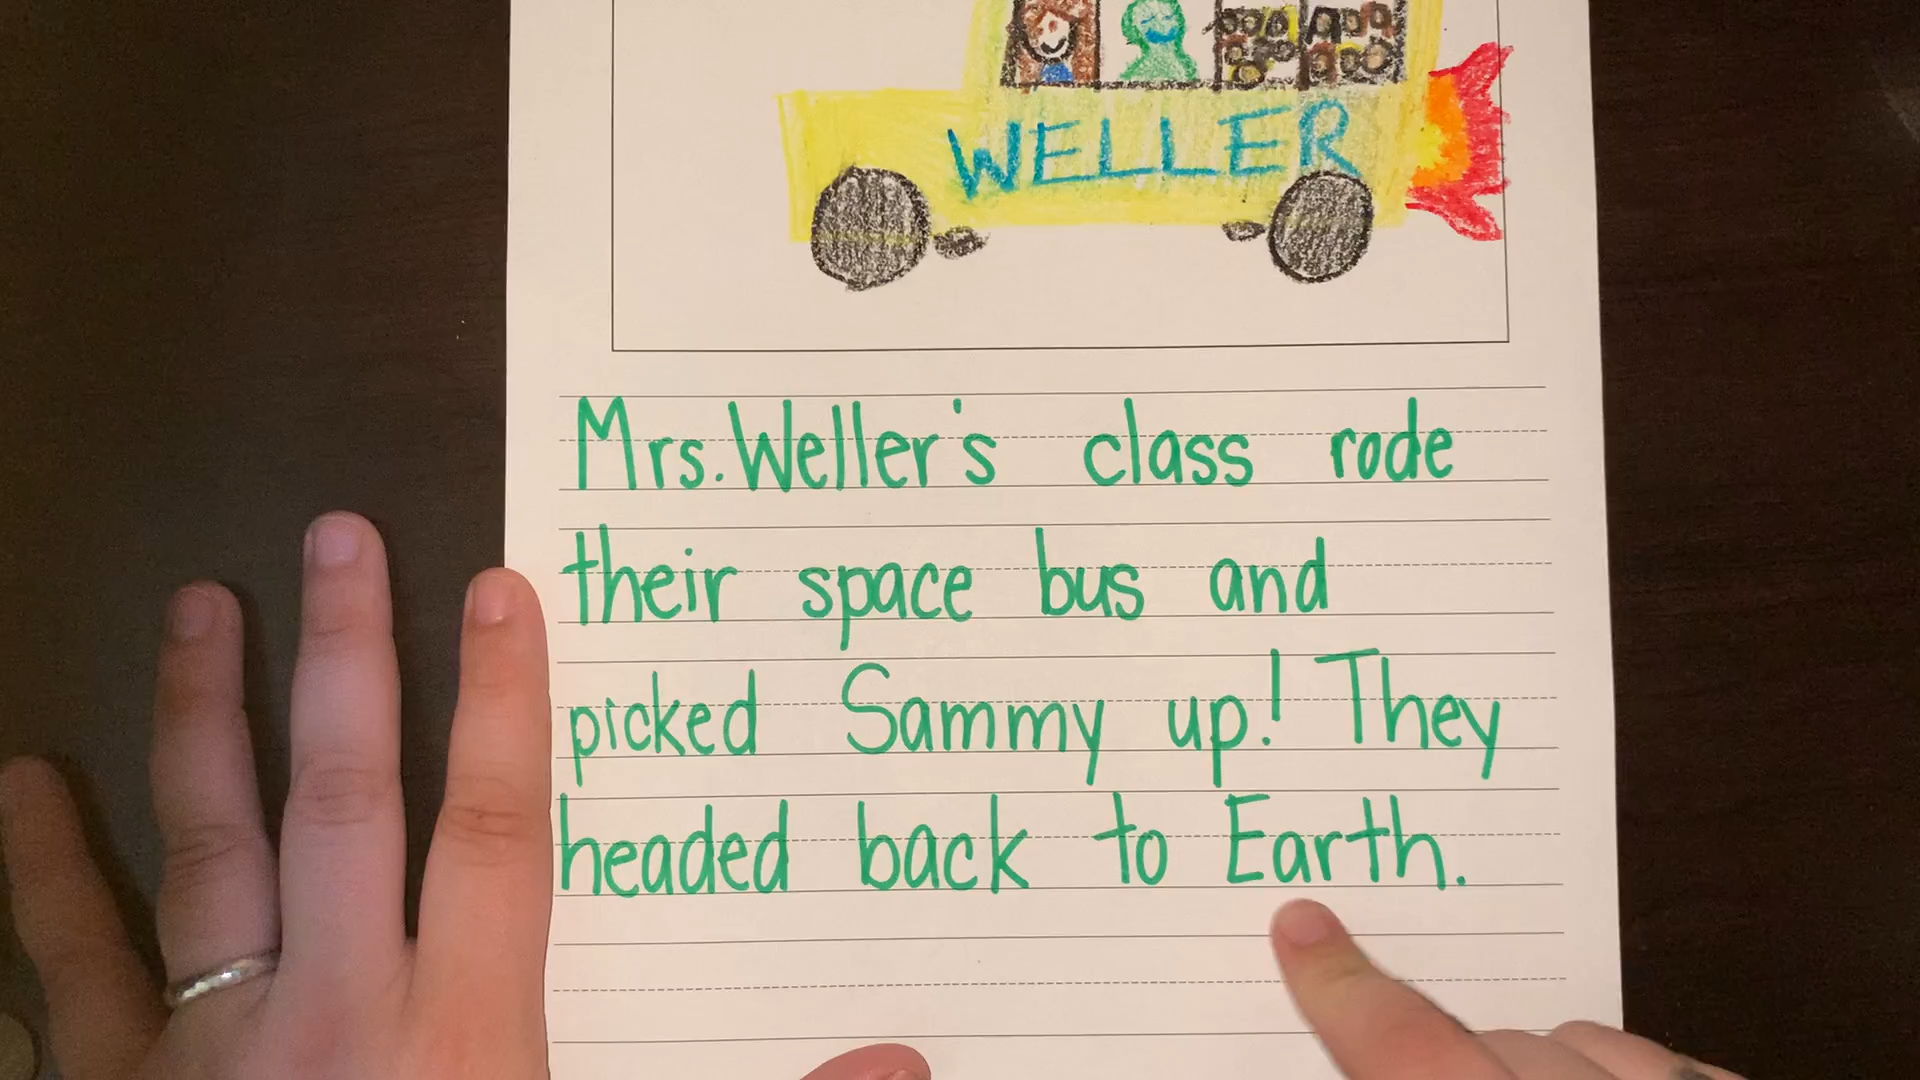 WELLER
Mrs. Weller's class rode
their space bus and
picked Sammy up! They
headed back to Earth.